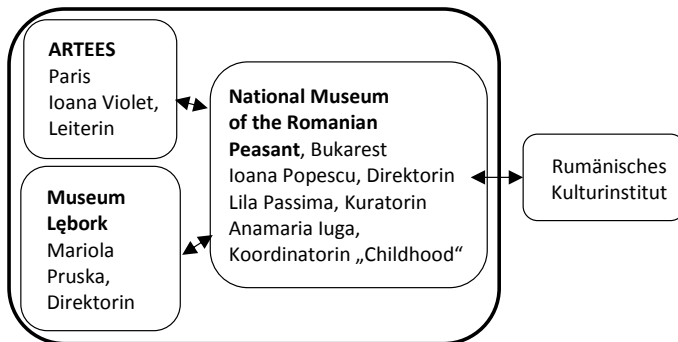 ARTEES
Paris
Ioana Violet,
Leiterin
Museum
Lębork
Mariola
Pruska,
Direktorin
National Museum
of the Romanian
Peasant, Bukarest
Ioana Popescu, Direktorin
Lila Passima, Kuratorin
Anamaria Iuga,
Koordinatorin „Childhood“
Rumänisches
Kulturinstitut